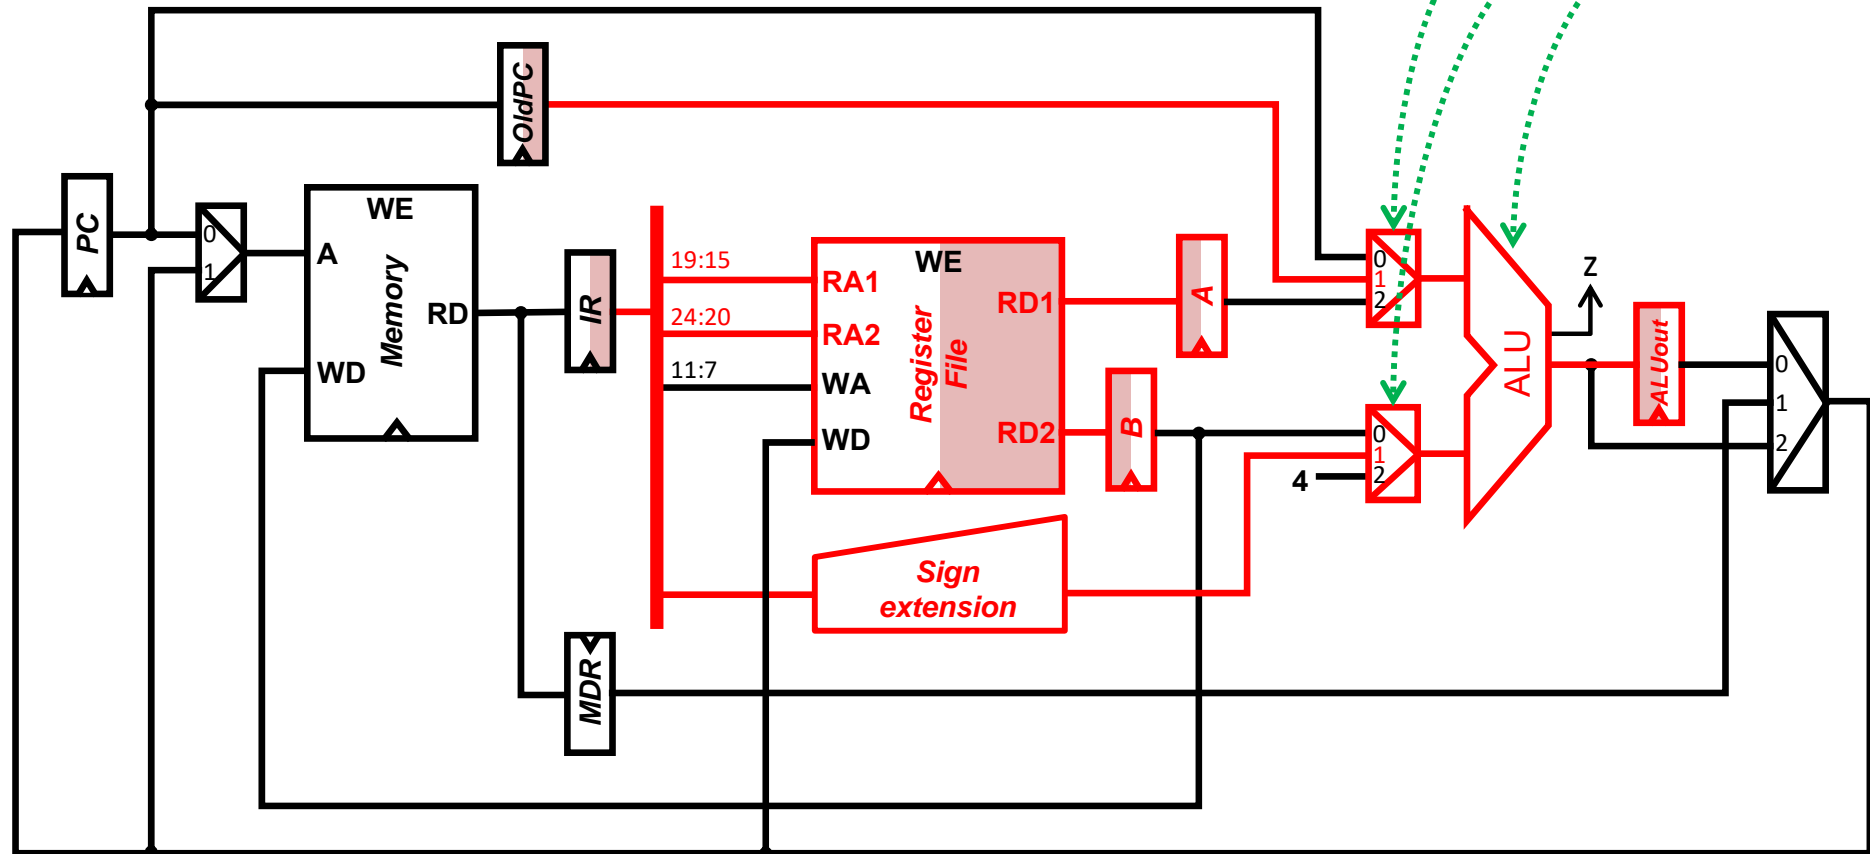 OldPC
PC
0
1
A
WE
Memory
RD
WD
IR
19:15
24:20
11:7
RA1
RA2
WA
WD
WE
Register
File
RD1
RD2
A
B
Sign
extension
MDR
0
1
2
0
1
2
4
ALU
Z
ALUout
0
1
2